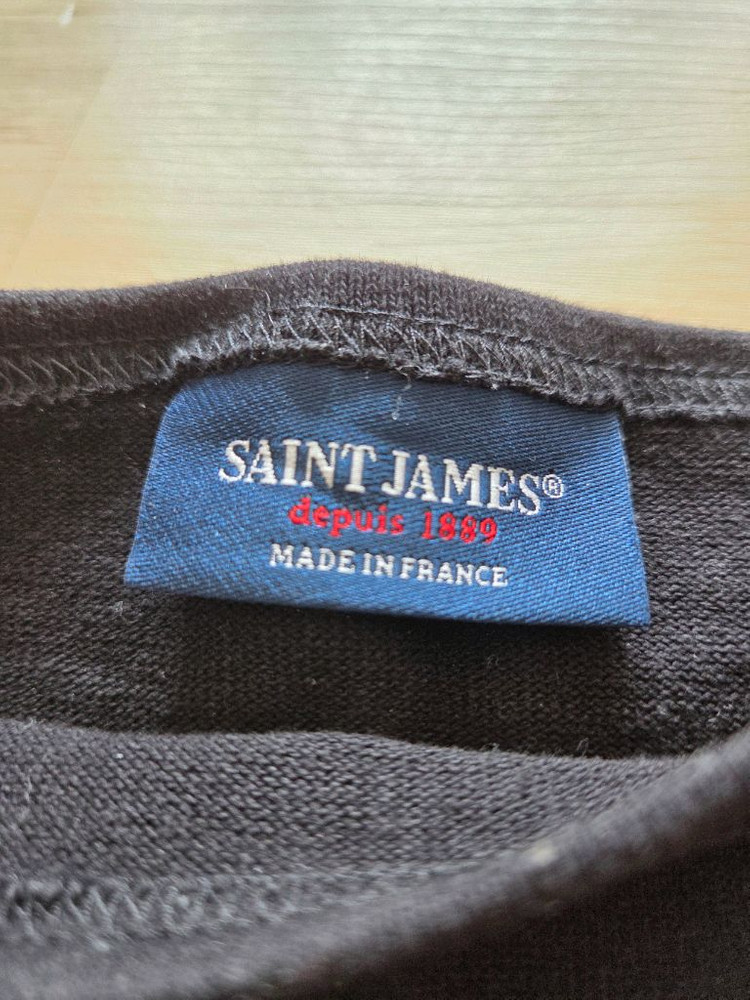 SAINT JAMES®
depuis 1889
MADE IN FRANCE